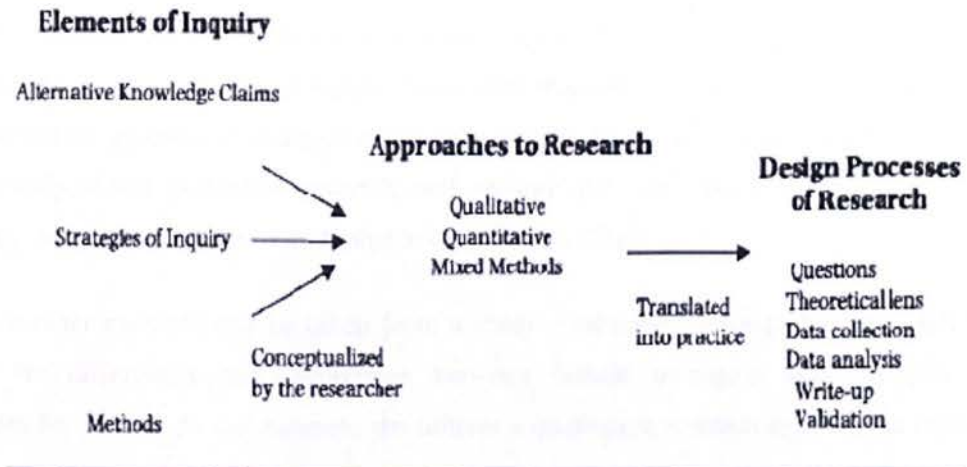 Elements of Inquiry
Alternative Knowledge Claims
Strategies of Inquiry
Methods
Conceptualized
by the researcher
Approaches to Research
Qualitative
Quantitative
Mixed Methods
Translated
into practice
Design Processes
of Research
Questions
Theoretical lens
Data collection
Data analysis
Write-up
Validation